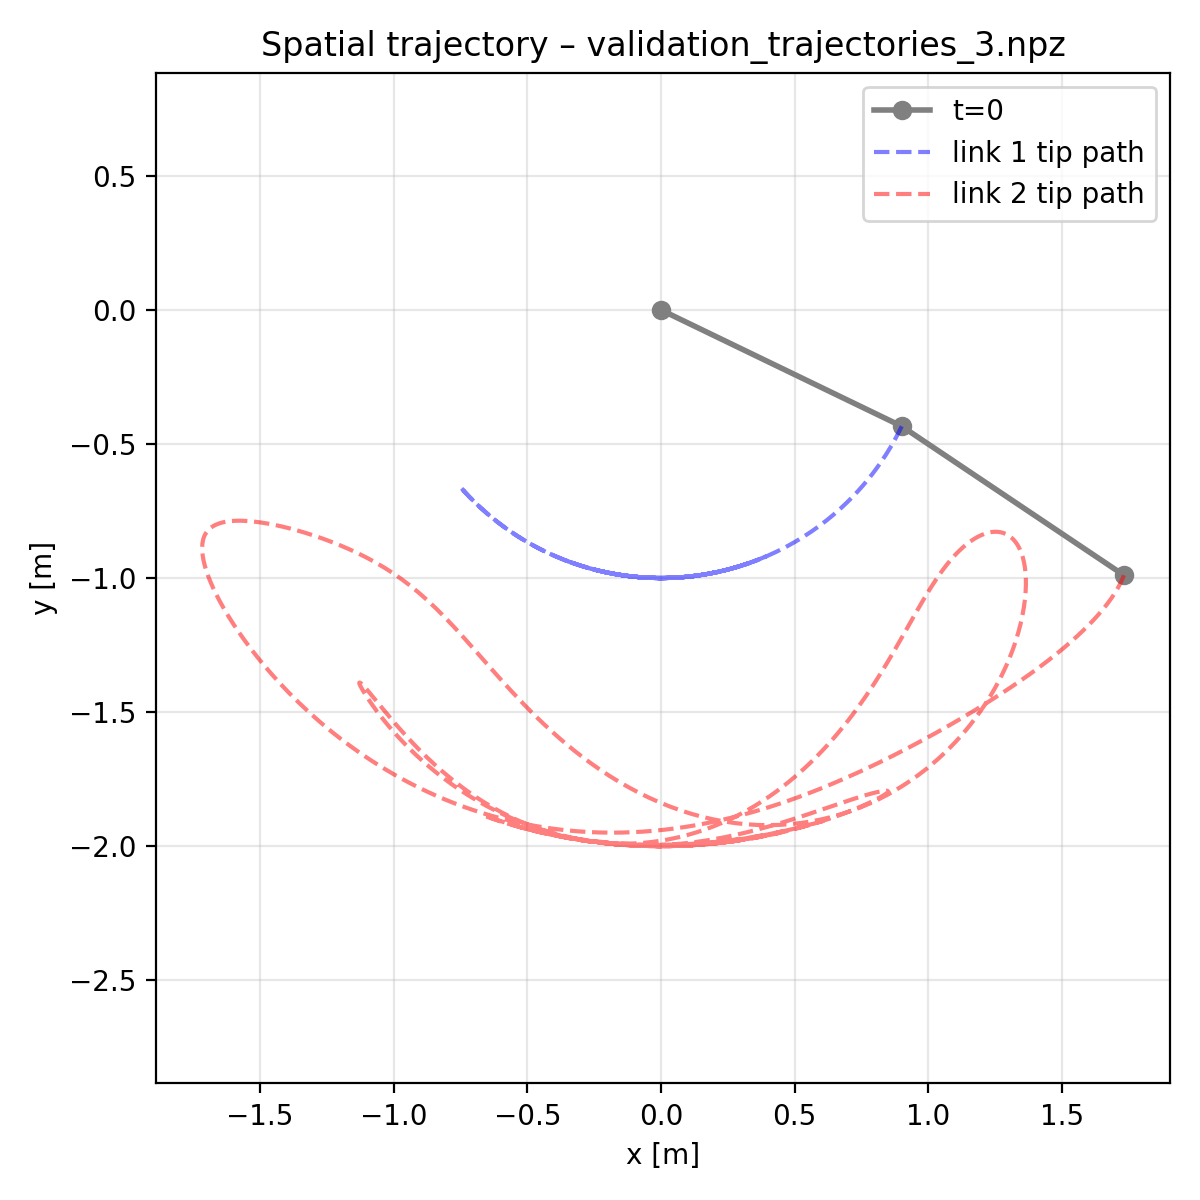 Spatial trajectory – validation_trajectories_3.npz
t=0
link 1 tip path
link 2 tip path
y [m]
0.5
0.0
−0.5
−1.0
−1.5
−2.0
−2.5
−1.5
−1.0
−0.5
0.0
0.5
1.0
1.5
x [m]